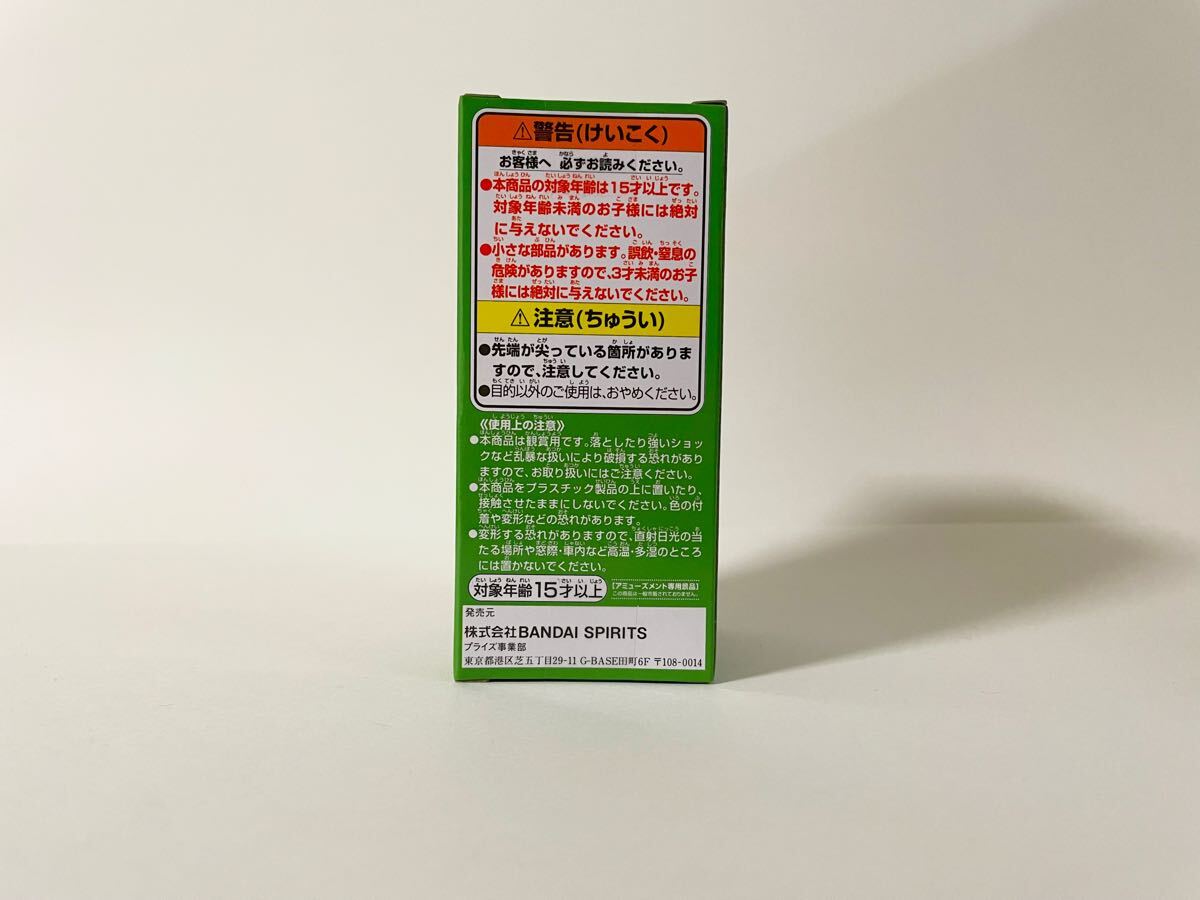 ⚠警告(けいこく)
お客様へ 必ずお読みください。
●本商品の対象年齢は15才以上です。
対象年齢未満のお子様には絶対
に与えないでください。
●小さな部品があります。誤飲・窒息の
危険がありますので、3才未満のお子
様には絶対に与えないでください。
⚠注意(ちゅうい)
●先端が尖っている箇所がありま
すので、注意してください。
●目的以外のご使用は、おやめください。
《使用上の注意》
●本商品は観賞用です。落としたり強いショッ
クなど乱暴な扱いにより破損する恐れがあり
ますので、お取り扱いにはご注意ください。
●本商品をプラスチック製品の上に置いたり、
接触させたままにしないでください。色の付
着や変形などの恐れがあります。
●変形する恐れがありますので、直射日光の当
たる場所や窓際・車内など高温・多湿のところ
には置かないでください。
対象年齢15才以上
【アミューズメント専用景品】
この商品は一般市販されておりません。
発売元
株式会社BANDAI SPIRITS
プライズ事業部
東京都港区芝五丁目29-11 G-BASE田町6F 〒108-0014